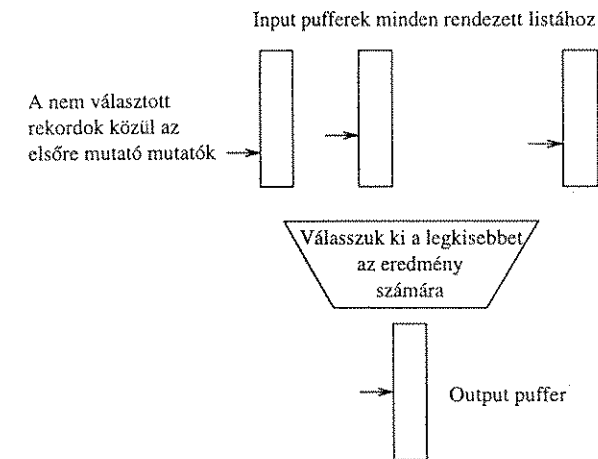 Input pufferek minden rendezett listához
A nem választott
rekordok közül az
elsőre mutató mutatók
Válasszuk ki a legkisebbet
az eredmény
számára
Output puffer